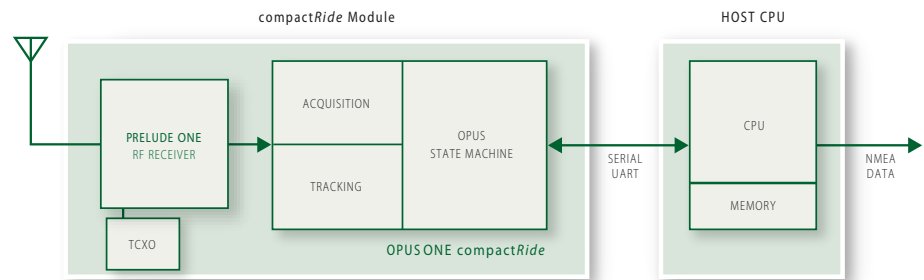 compactRide Module
HOST CPU
PRELUDE ONE
RF RECEIVER
TCXO
ACQUISITION
TRACKING
OPUS
STATE MACHINE
OPUS ONE compactRide
SERIAL
UART
CPU
MEMORY
NMEA
DATA